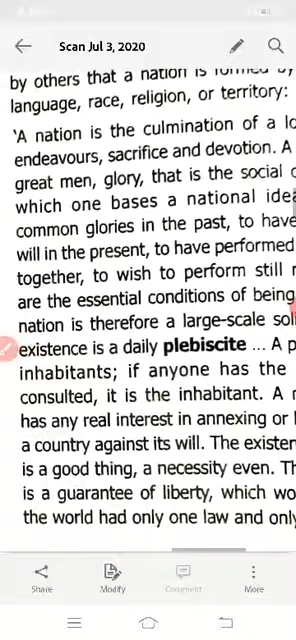 Scan Jul 3, 2020
by others that a nation is formed by
language, race, religion, or territory:
'A nation is the culmination of a lo
endeavours, sacrifice and devotion. A
great men, glory, that is the social c
which one bases a national idea
common glories in the past, to have
will in the present, to have performed
together, to wish to perform still
are the essential conditions of being
nation is therefore a large-scale soli
existence is a daily plebiscite ... A p
inhabitants; if anyone has the
consulted, it is the inhabitant. A
has any real interest in annexing or
a country against its will. The existen
is a good thing, a necessity even. Th
is a guarantee of liberty, which wo
the world had only one law and only
Share Modify Comment More